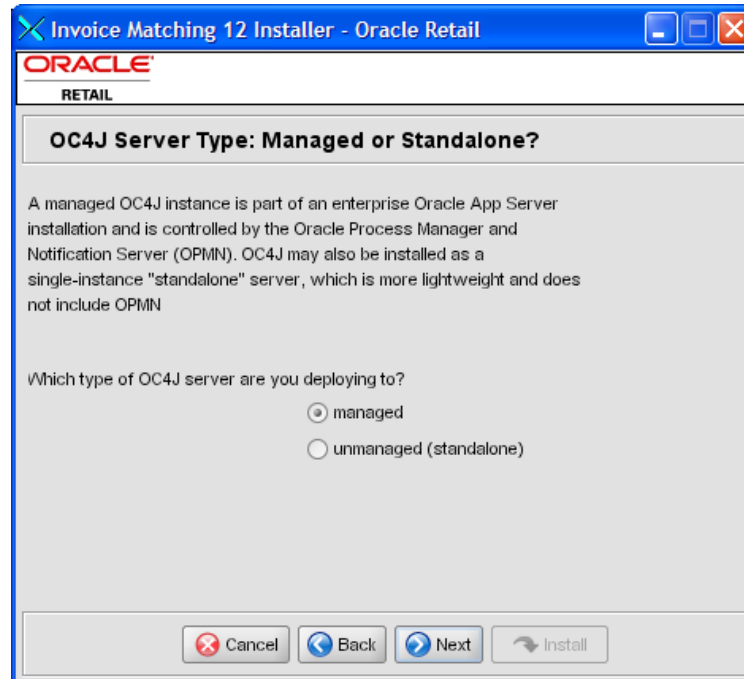 Invoice Matching 12 Installer - Oracle Retail
ORACLE
RETAIL
OC4J Server Type: Managed or Standalone?
A managed OC4J instance is part of an enterprise Oracle App Server
installation and is controlled by the Oracle Process Manager and
Notification Server (OPMN). OC4J may also be installed as a
single-instance "standalone" server, which is more lightweight and does
not include OPMN
Which type of OC4J server are you deploying to?
managed
unmanaged (standalone)
Cancel Back Next Install